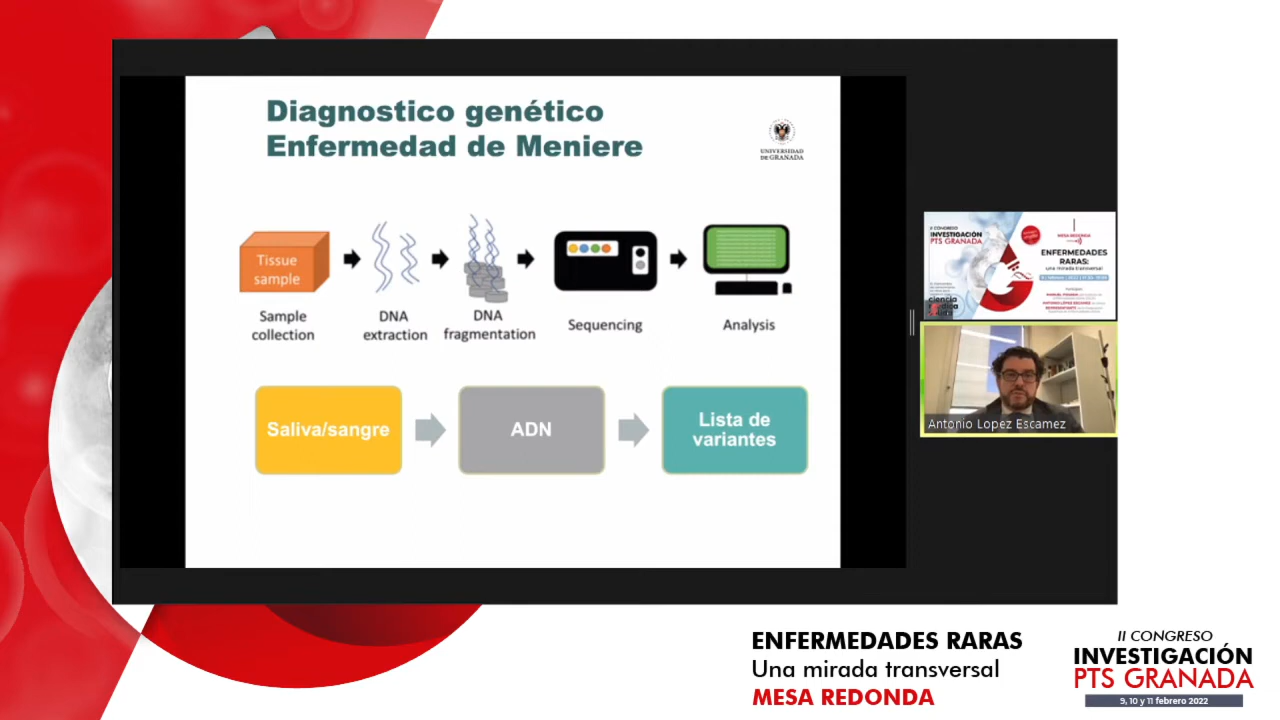 Diagnostico genético
Enfermedad de Meniere
UNIVERSIDAD
DE GRANADA
Tissue
sample
Sample
collection
DNA
extraction
DNA
fragmentation
Sequencing
Analysis
Saliva/sangre
ADN
Lista de
variantes
II CONGRESO
INVESTIGACIÓN
PTS GRANADA
MESA REDONDA
ENFERMEDADES
RARAS:
una mirada transversal
Antonio Lopez Escamez
ENFERMEDADES RARAS
Una mirada transversal
MESA REDONDA
II CONGRESO
INVESTIGACIÓN
PTS GRANADA
9, 10 y 11 febrero 2022